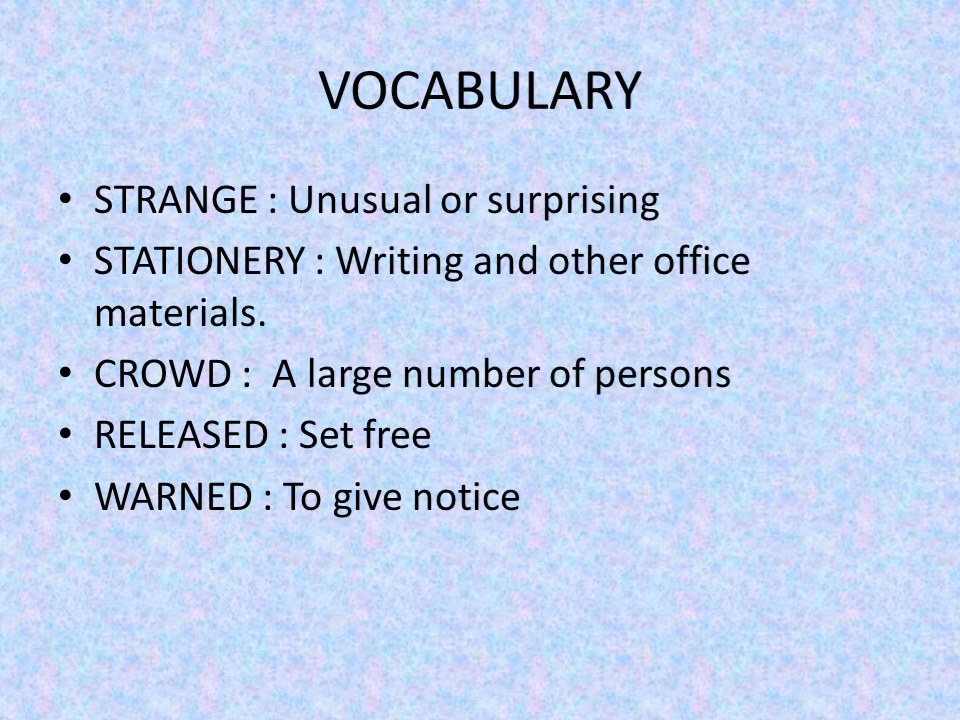 VOCABULARY
• STRANGE : Unusual or surprising
• STATIONERY : Writing and other office
materials.
• CROWD :  A large number of persons
• RELEASED : Set free
• WARNED : To give notice